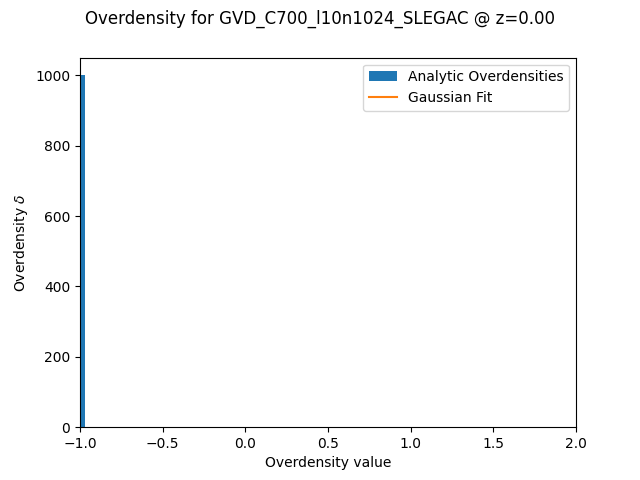 Overdensity for GVD_C700_l10n1024_SLEGAC @ z=0.00
Analytic Overdensities
Gaussian Fit
Overdensity δ
1000
800
600
400
200
0
−1.0 −0.5 0.0 0.5 1.0 1.5 2.0
Overdensity value